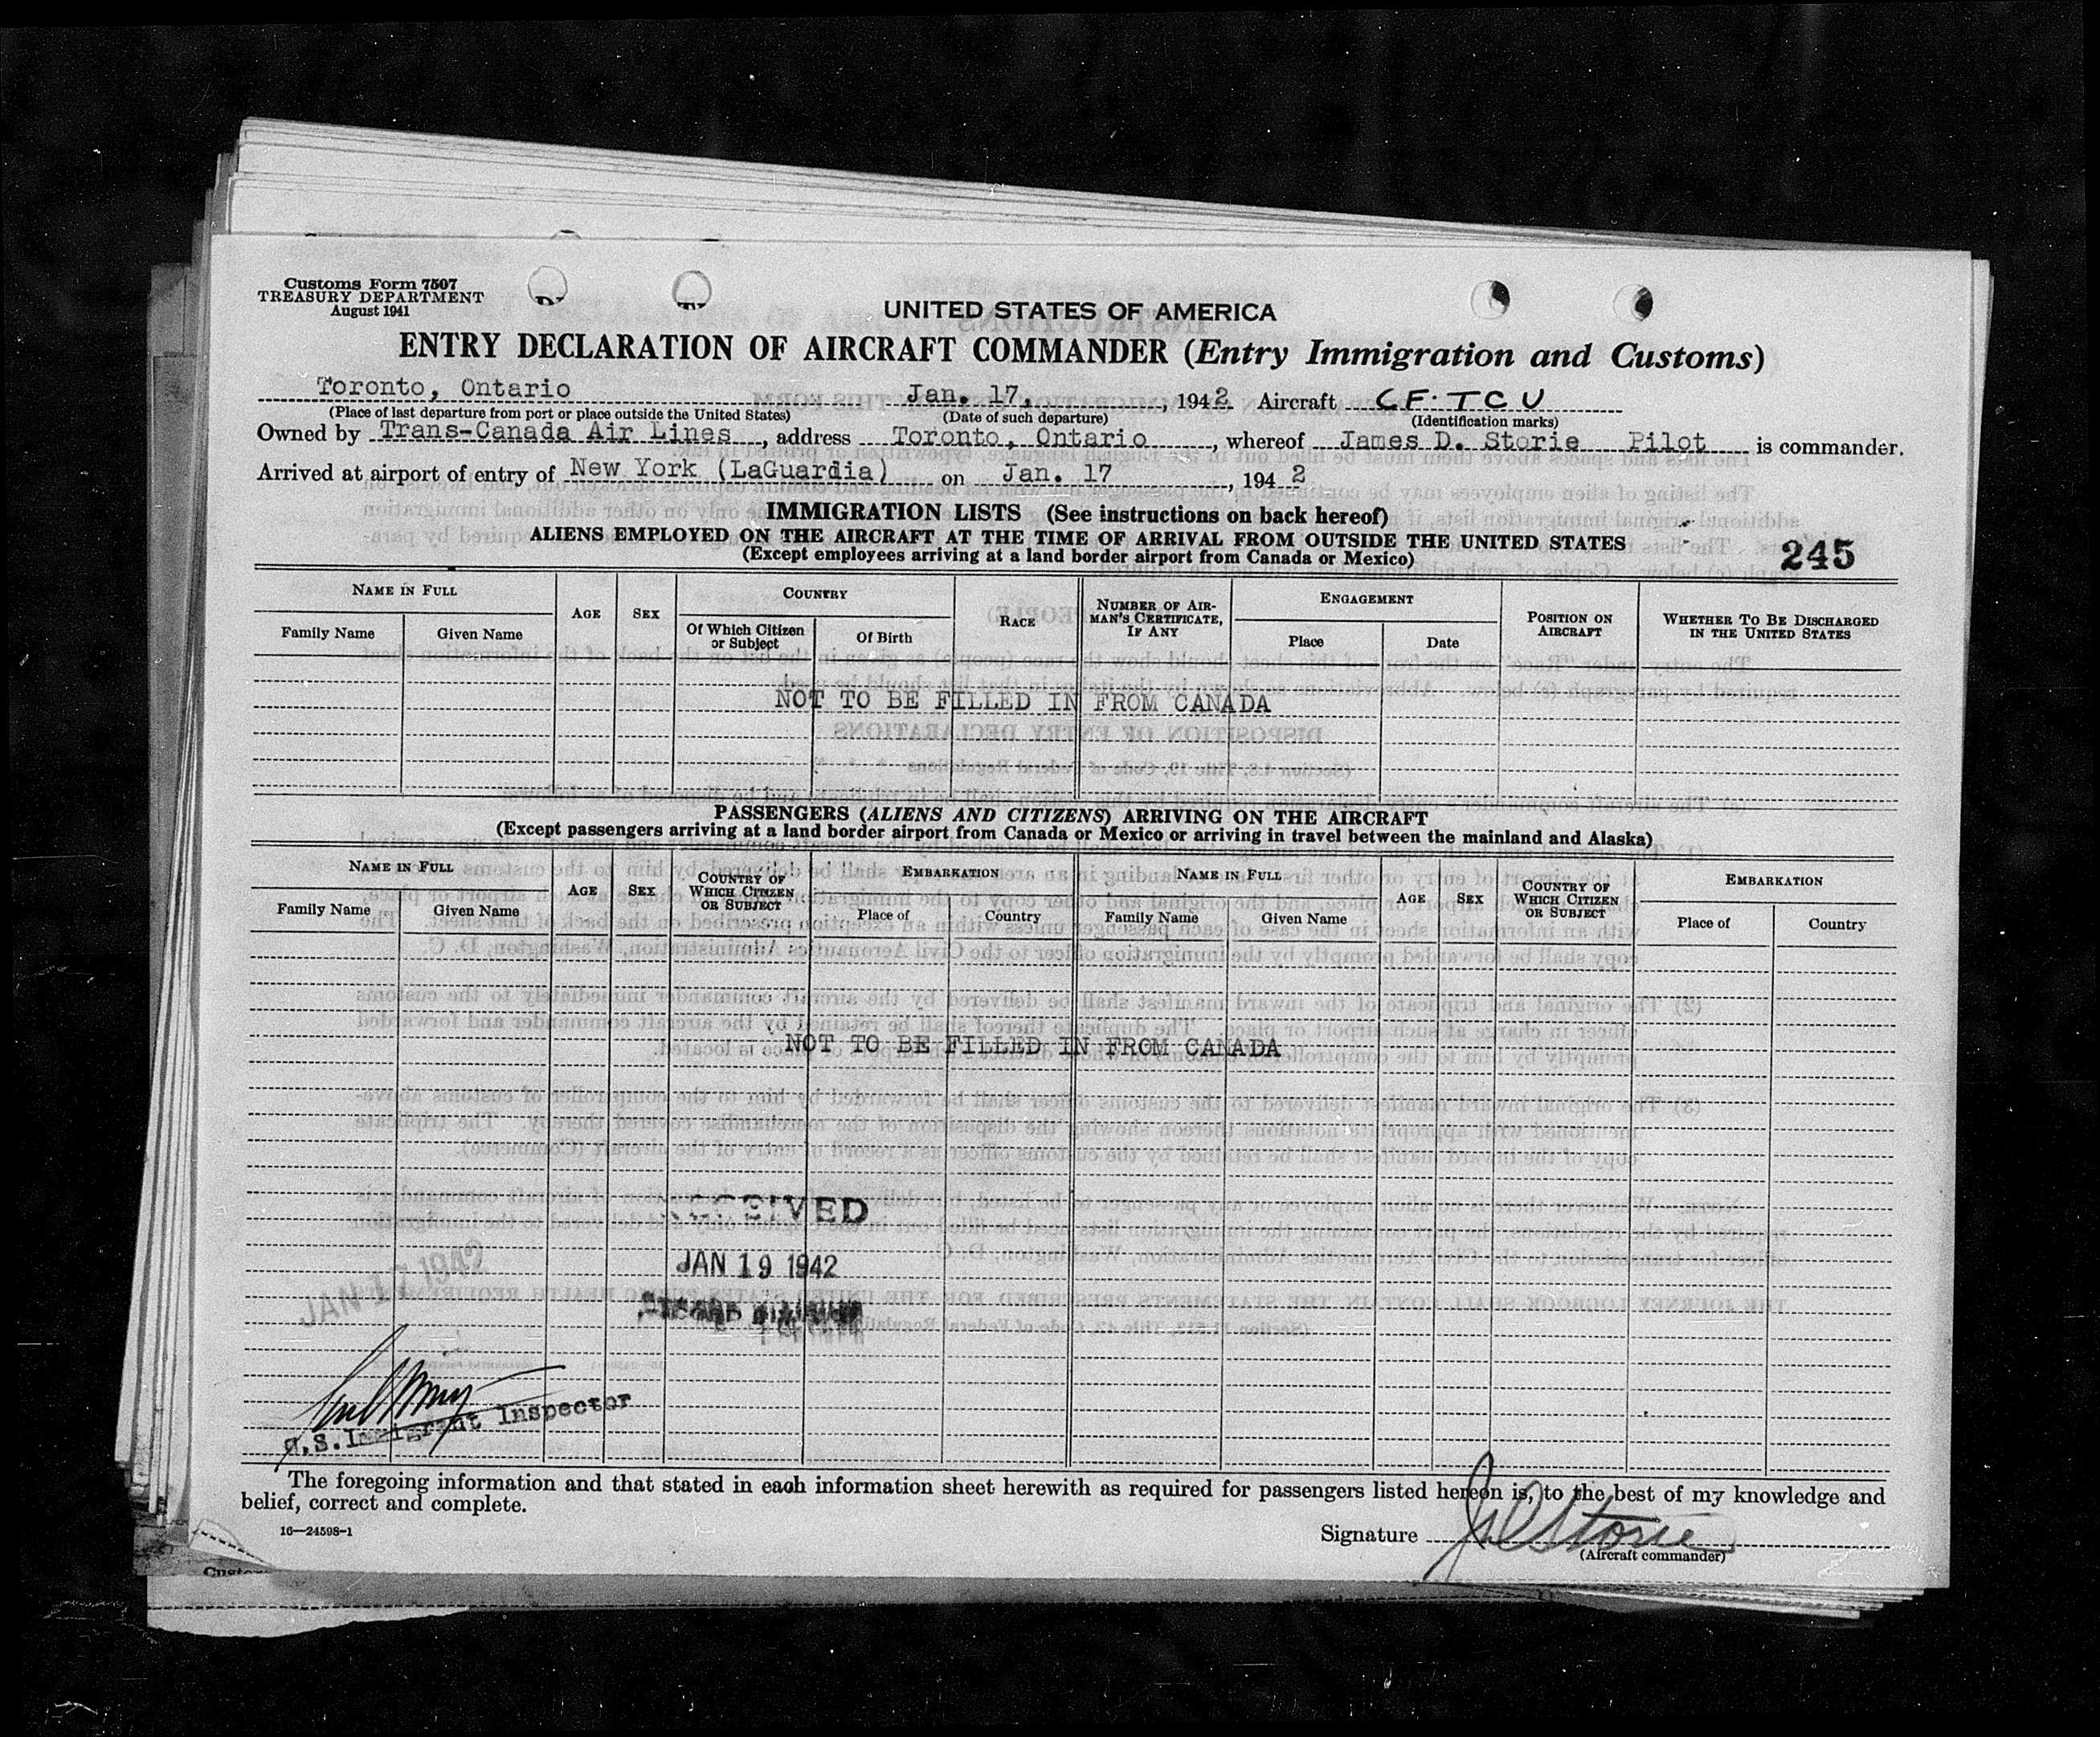 Customs Form 7507
TREASURY DEPARTMENT
August 1941
UNITED STATES OF AMERICA
ENTRY DECLARATION OF AIRCRAFT COMMANDER (Entry Immigration and Customs)
Toronto, Ontario Jan. 17, 1942 Aircraft CF-TCU
(Place of last departure from port or place outside the United States) (Date of such departure) (Identification marks)
Owned by Trans-Canada Air Lines, address Toronto, Ontario, whereof James D. Storie Pilot is commander.
Arrived at airport of entry of New York (LaGuardia) on Jan. 17, 1942
IMMIGRATION LISTS (See instructions on back hereof)
ALIENS EMPLOYED ON THE AIRCRAFT AT THE TIME OF ARRIVAL FROM OUTSIDE THE UNITED STATES
(Except employees arriving at a land border airport from Canada or Mexico)
245
NAME IN FULL AGE SEX COUNTRY RACE NUMBER OF AIRMAN'S CERTIFICATE, IF ANY ENGAGEMENT POSITION ON AIRCRAFT WHETHER TO BE DISCHARGED IN THE UNITED STATES
Family Name Given Name Of Which Citizen or Subject Of Birth Place Date
NOT TO BE FILLED IN FROM CANADA
PASSENGERS (ALIENS AND CITIZENS) ARRIVING ON THE AIRCRAFT
(Except passengers arriving at a land border airport from Canada or Mexico or arriving in travel between the mainland and Alaska)
NAME IN FULL AGE SEX COUNTRY OF WHICH CITIZEN OR SUBJECT EMBARKATION NAME IN FULL AGE SEX COUNTRY OF WHICH CITIZEN OR SUBJECT EMBARKATION
Family Name Given Name Place of Country Family Name Given Name Place of Country
NOT TO BE FILLED IN FROM CANADA
RECEIVED
JAN 19 1942
JAN 17 1942
U.S. Immigrant Inspector
The foregoing information and that stated in each information sheet herewith as required for passengers listed hereon is, to the best of my knowledge and
belief, correct and complete.
16—24598-1
Signature J D Storie
(Aircraft commander)